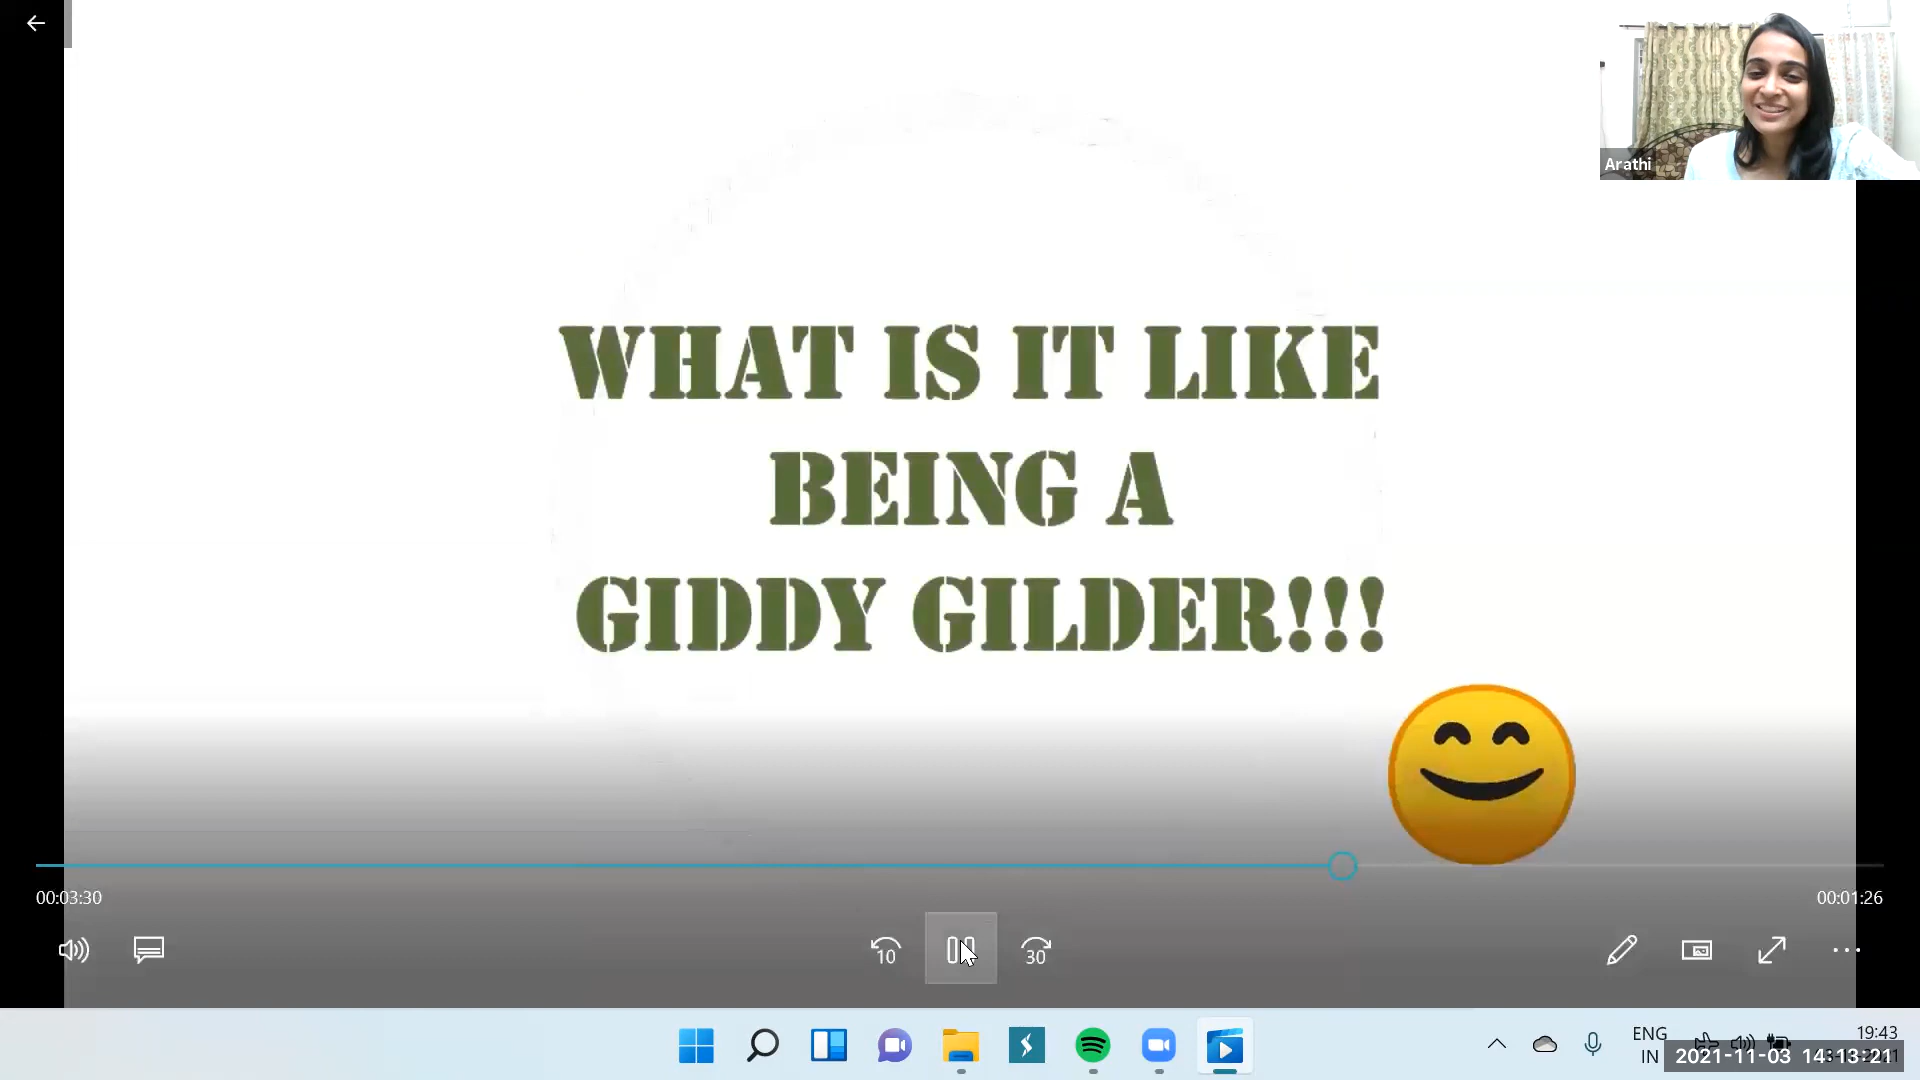 Arathi
WHAT IS IT LIKE
BEING A
GIDDY GILDER!!!
00:03:30
00:01:26
10
30
ENG
IN
19:43
2021-11-03 14:13:21